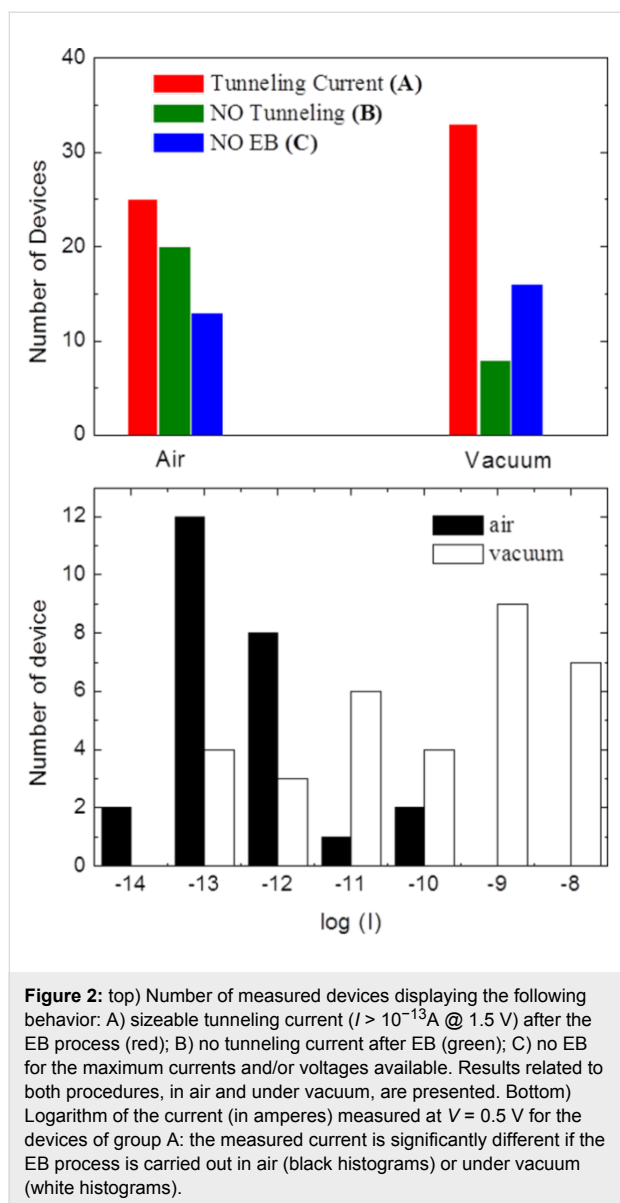 40
30
20
10
0
Number of Devices
Tunneling Current (A)
NO Tunneling (B)
NO EB (C)
Air
Vacuum
12
10
8
6
4
2
0
Number of device
air
vacuum
-14
-13
-12
-11
-10
-9
-8
log (I)
Figure 2: top) Number of measured devices displaying the following
behavior: A) sizeable tunneling current (I > 10⁻¹³A @ 1.5 V) after the
EB process (red); B) no tunneling current after EB (green); C) no EB
for the maximum currents and/or voltages available. Results related to
both procedures, in air and under vacuum, are presented. Bottom)
Logarithm of the current (in amperes) measured at V = 0.5 V for the
devices of group A: the measured current is significantly different if the
EB process is carried out in air (black histograms) or under vacuum
(white histograms).